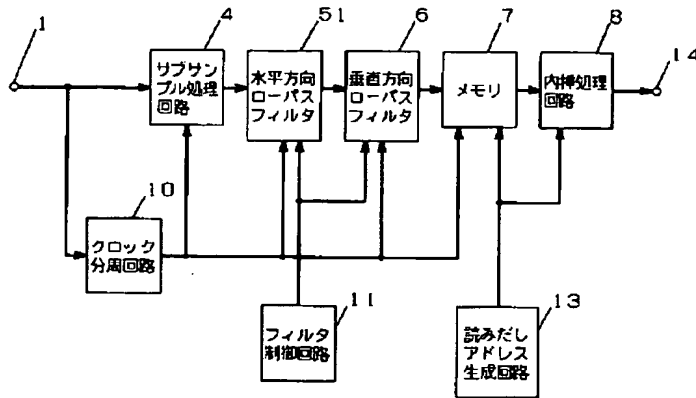 1
4
サブサン
プル処理
回路
51
水平方向
ローパス
フィルタ
6
垂直方向
ローパス
フィルタ
7
メモリ
8
内挿処理
回路
14
10
クロック
分周回路
11
フィルタ
制御回路
13
読みだし
アドレス
生成回路